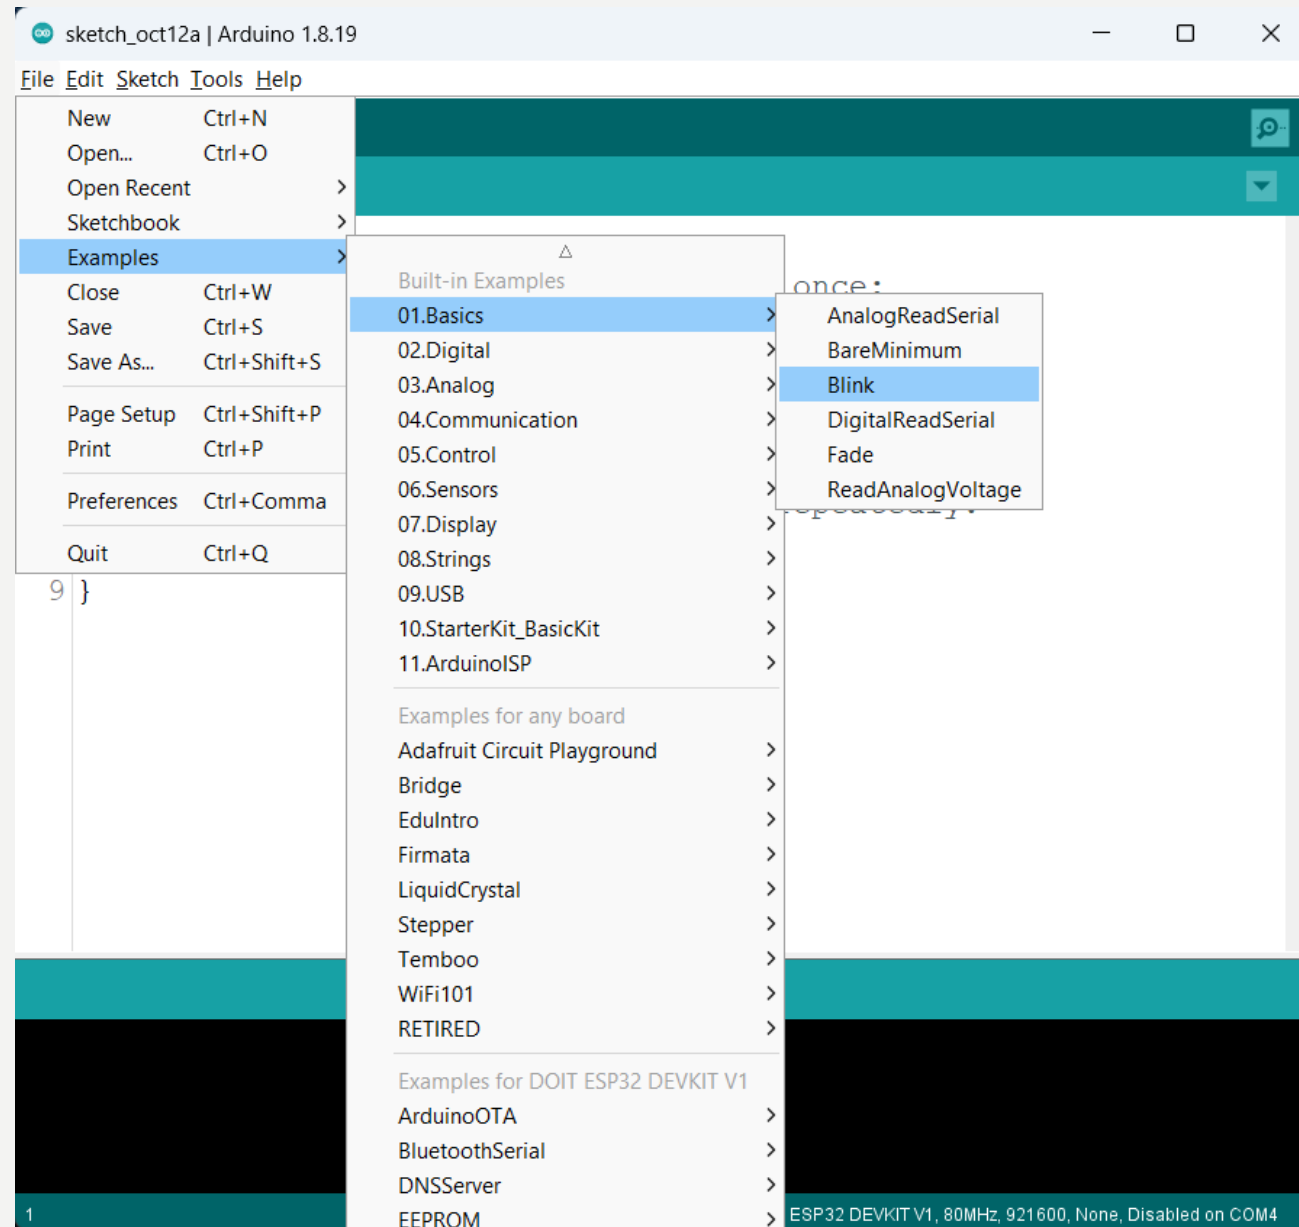 sketch_oct12a | Arduino 1.8.19
File Edit Sketch Tools Help
New Ctrl+N
Open... Ctrl+O
Open Recent
Sketchbook
Examples
Close Ctrl+W
Save Ctrl+S
Save As... Ctrl+Shift+S
Page Setup Ctrl+Shift+P
Print Ctrl+P
Preferences Ctrl+Comma
Quit Ctrl+Q
Built-in Examples
01.Basics
02.Digital
03.Analog
04.Communication
05.Control
06.Sensors
07.Display
08.Strings
09.USB
10.StarterKit_BasicKit
11.ArduinoISP
Examples for any board
Adafruit Circuit Playground
Bridge
EduIntro
Firmata
LiquidCrystal
Stepper
Temboo
WiFi101
RETIRED
Examples for DOIT ESP32 DEVKIT V1
ArduinoOTA
BluetoothSerial
DNSServer
EEPROM
AnalogReadSerial
BareMinimum
Blink
DigitalReadSerial
Fade
ReadAnalogVoltage
once:
9 }
1
ESP32 DEVKIT V1, 80MHz, 921600, None, Disabled on COM4